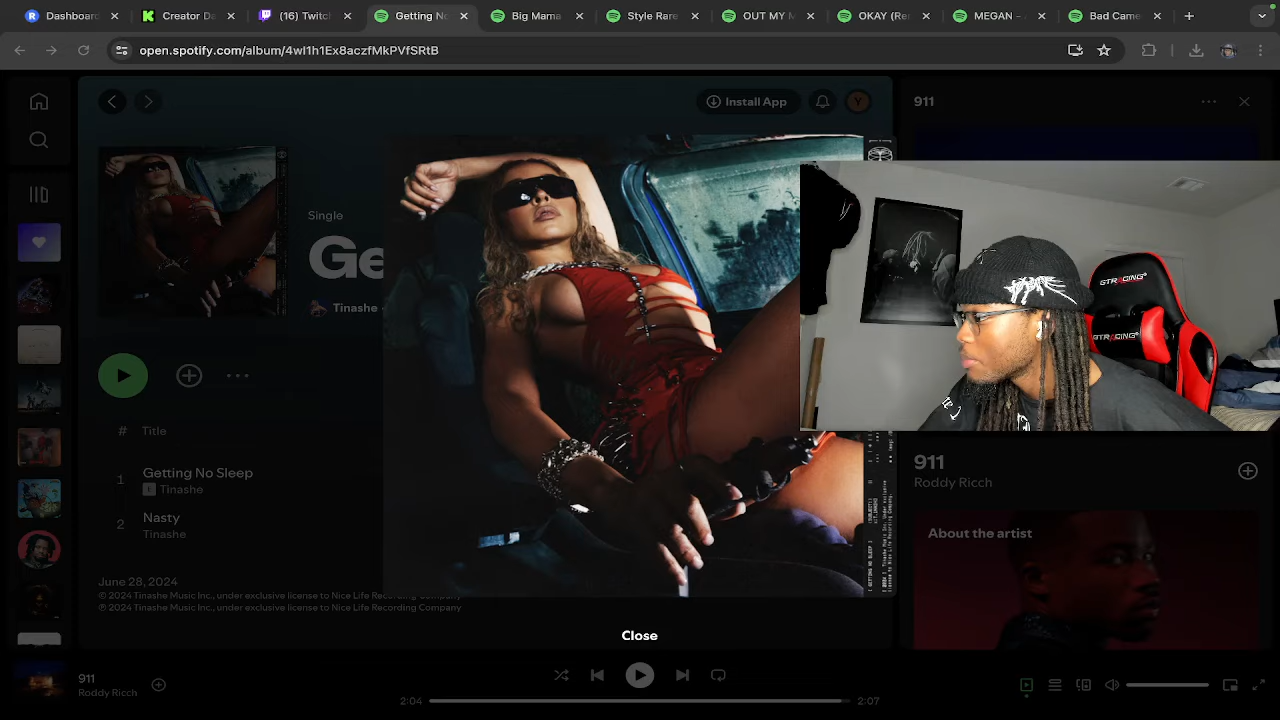 Dashboard
Creator Da
(16) Twitch
Getting No
Big Mama
Style Rare
OUT MY M
OKAY (Re
MEGAN –
Bad Came
open.spotify.com/album/4wI1h1Ex8aczfMkPVfSRtB
Install App
Y
911
Single
Ge
Tinashe
# Title
1 Getting No Sleep
E Tinashe
2 Nasty
Tinashe
June 28, 2024
© 2024 Tinashe Music Inc., under exclusive license to Nice Life Recording Company
℗ 2024 Tinashe Music Inc., under exclusive license to Nice Life Recording Company
GTRACING
GTRACING
911
Roddy Ricch
About the artist
Close
911
Roddy Ricch
2:04
2:07